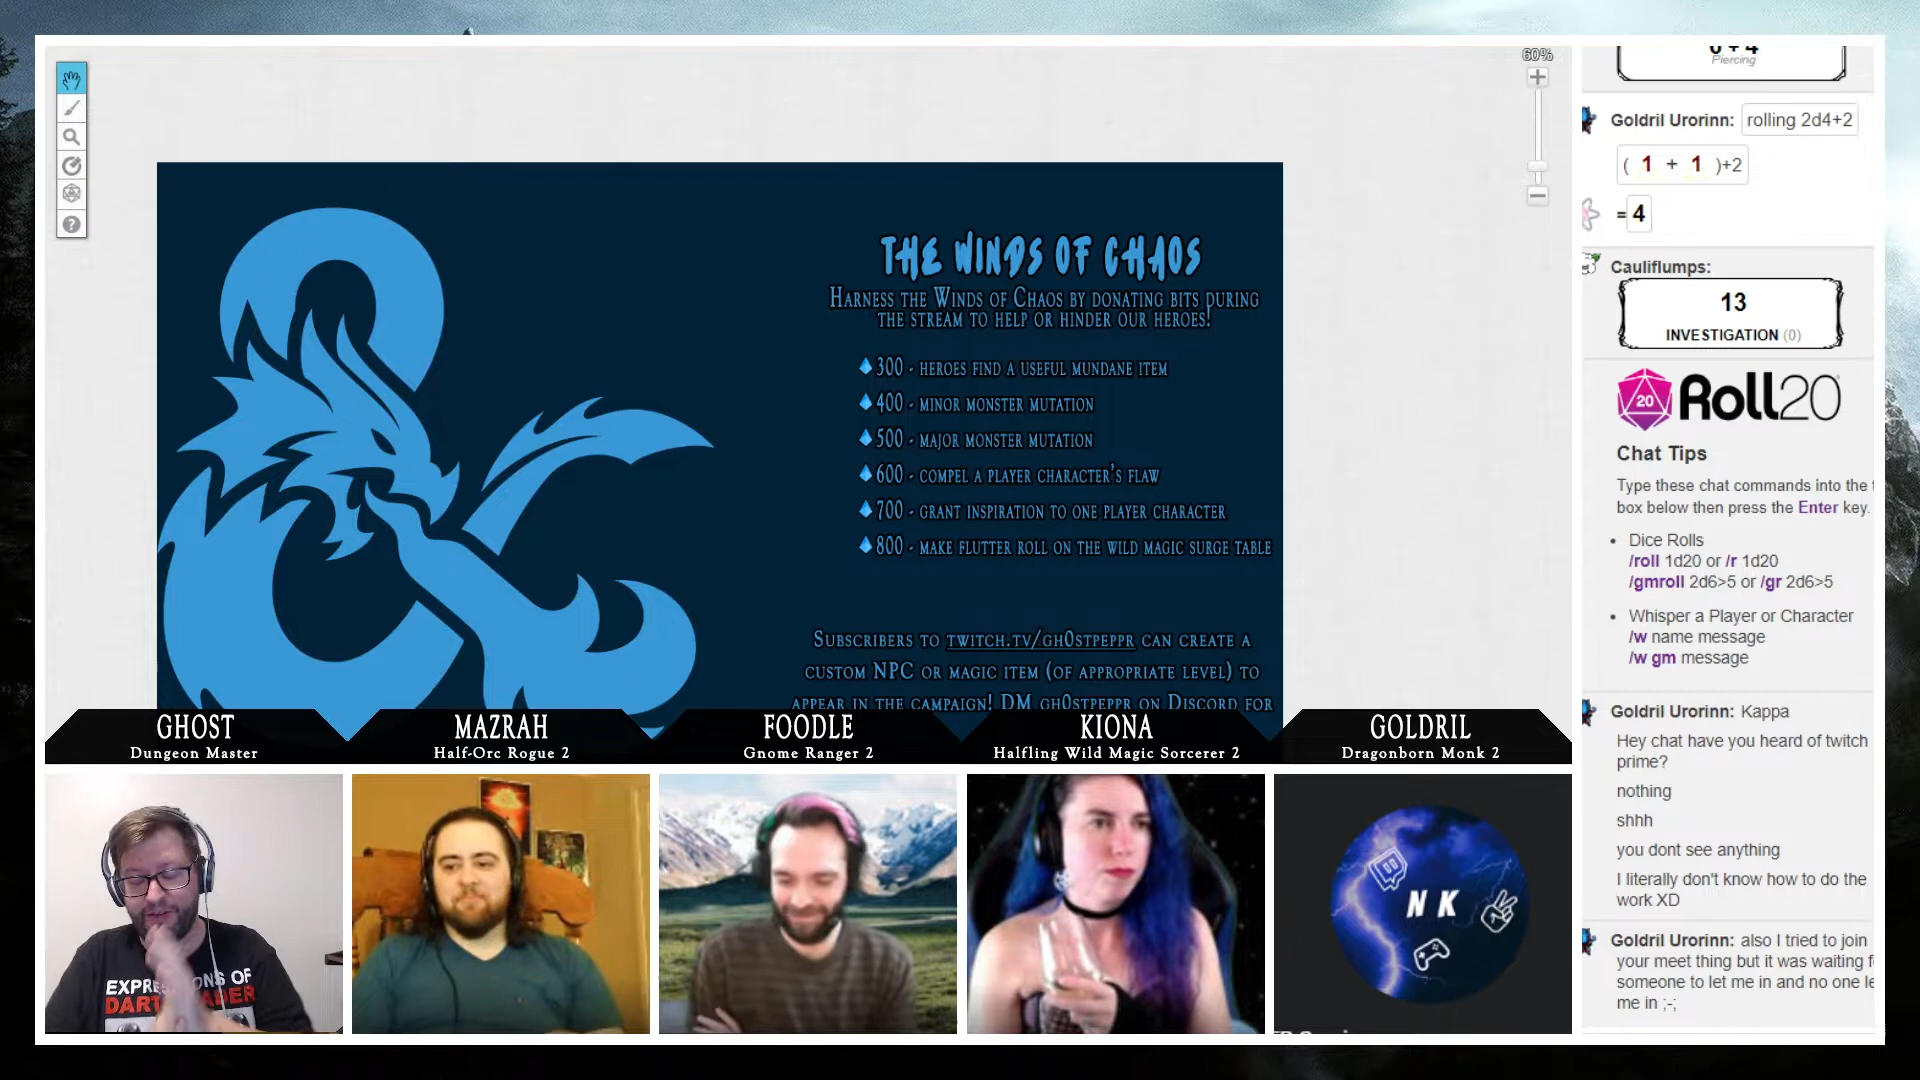 60%
THE WINDS OF CHAOS
HARNESS THE WINDS OF CHAOS BY DONATING BITS DURING
THE STREAM TO HELP OR HINDER OUR HEROES!
300 - HEROES FIND A USEFUL MUNDANE ITEM
400 - MINOR MONSTER MUTATION
500 - MAJOR MONSTER MUTATION
600 - COMPEL A PLAYER CHARACTER'S FLAW
700 - GRANT INSPIRATION TO ONE PLAYER CHARACTER
800 - MAKE FLUTTER ROLL ON THE WILD MAGIC SURGE TABLE
SUBSCRIBERS TO TWITCH.TV/GH0STPEPPR CAN CREATE A
CUSTOM NPC OR MAGIC ITEM (OF APPROPRIATE LEVEL) TO
APPEAR IN THE CAMPAIGN! DM GH0STPEPPR ON DISCORD FOR
GHOST
Dungeon Master
MAZRAH
Half-Orc Rogue 2
FOODLE
Gnome Ranger 2
KIONA
Halfling Wild Magic Sorcerer 2
GOLDRIL
Dragonborn Monk 2
EXPRESSIONS OF
DARTH VADER
N K
6 + 4
Piercing
Goldril Urorinn: rolling 2d4+2
( 1 + 1 )+2
= 4
Cauliflumps:
13
INVESTIGATION (0)
20 Roll20
Chat Tips
Type these chat commands into the
box below then press the Enter key.
• Dice Rolls
/roll 1d20 or /r 1d20
/gmroll 2d6>5 or /gr 2d6>5
• Whisper a Player or Character
/w name message
/w gm message
Goldril Urorinn: Kappa
Hey chat have you heard of twitch
prime?
nothing
shhh
you dont see anything
I literally don't know how to do the
work XD
Goldril Urorinn: also I tried to join
your meet thing but it was waiting f
someone to let me in and no one le
me in ;-;